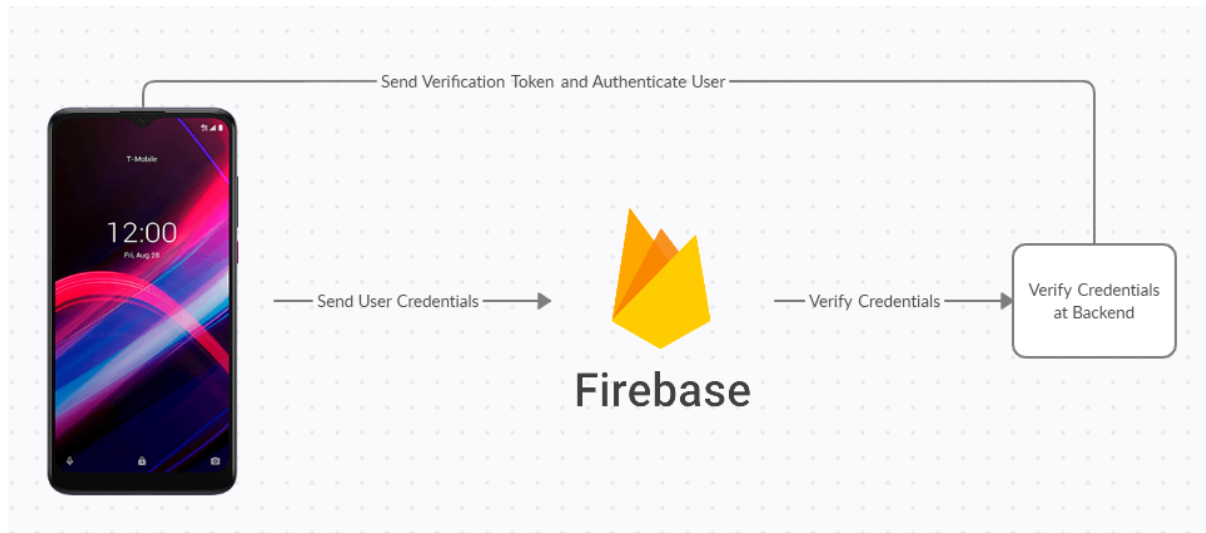 Send Verification Token and Authenticate User
T-Mobile
12:00
Fri, Aug 28
Send User Credentials
Firebase
Verify Credentials
Verify Credentials
at Backend